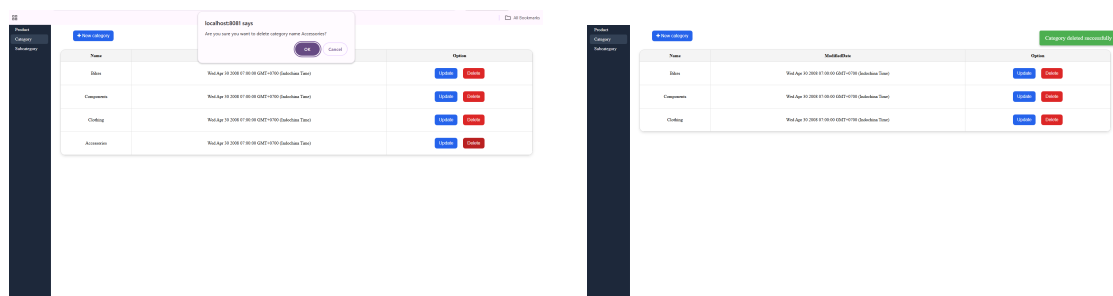 All Bookmarks
localhost:8081 says
Are you sure you want to delete category name Accessories?
OK Cancel
Product
Category
Subcategory
+ New category
Name Option
Bikes Wed Apr 30 2008 07:00:00 GMT+0700 (Indochina Time) Update Delete
Components Wed Apr 30 2008 07:00:00 GMT+0700 (Indochina Time) Update Delete
Clothing Wed Apr 30 2008 07:00:00 GMT+0700 (Indochina Time) Update Delete
Accessories Wed Apr 30 2008 07:00:00 GMT+0700 (Indochina Time) Update Delete
Product
Category
Subcategory
+ New category
Category deleted successfully
Name ModifiedDate Option
Bikes Wed Apr 30 2008 07:00:00 GMT+0700 (Indochina Time) Update Delete
Components Wed Apr 30 2008 07:00:00 GMT+0700 (Indochina Time) Update Delete
Clothing Wed Apr 30 2008 07:00:00 GMT+0700 (Indochina Time) Update Delete